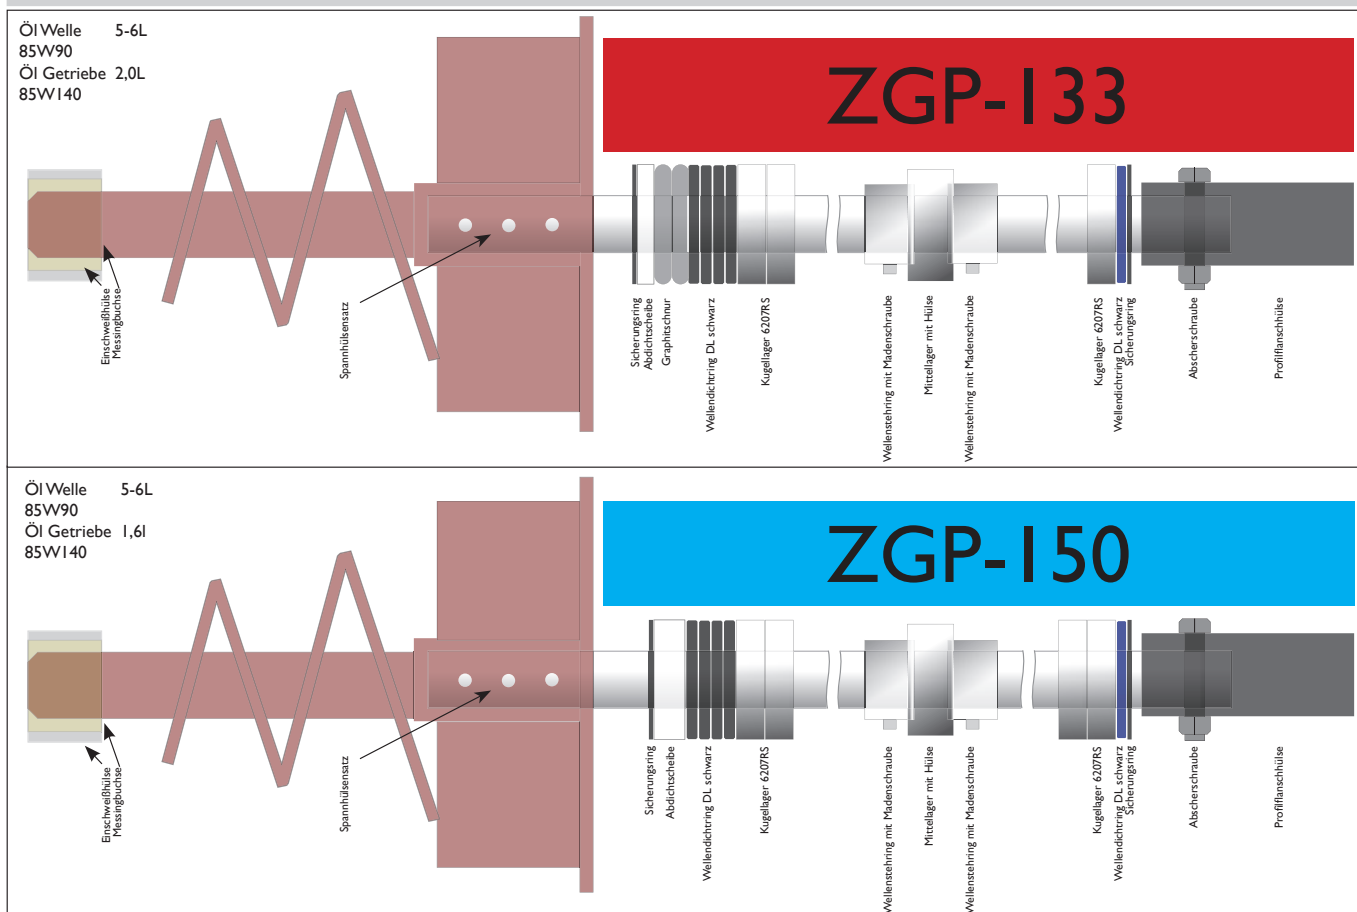 Öl Welle 5-6L
85W90
Öl Getriebe 2,0L
85W140
ZGP-133
Einschweißhülse
Messingbuchse
Spannhülsensatz
Sicherungsring
Abdichtscheibe
Graphitschnur
Wellendichtring DL schwarz
Kugellager 6207RS
Wellenstehring mit Madenschraube
Mittellager mit Hülse
Wellenstehring mit Madenschraube
Kugellager 6207RS
Wellendichtring DL schwarz
Sicherungsring
Abscherschraube
Profilflanschhülse
Öl Welle 5-6L
85W90
Öl Getriebe 1,6l
85W140
ZGP-150
Einschweißhülse
Messingbuchse
Spannhülsensatz
Sicherungsring
Abdichtscheibe
Wellendichtring DL schwarz
Kugellager 6207RS
Wellenstehring mit Madenschraube
Mittellager mit Hülse
Wellenstehring mit Madenschraube
Kugellager 6207RS
Wellendichtring DL schwarz
Sicherungsring
Abscherschraube
Profilflanschhülse